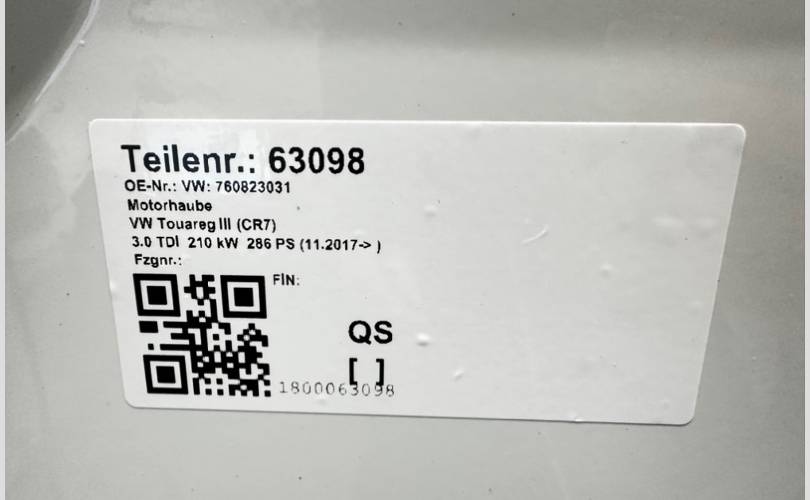 Teilenr.: 63098
OE-Nr.: VW: 760823031
Motorhaube
VW Touareg III (CR7)
3.0 TDI 210 kW 286 PS (11.2017-> )
Fzgnr.:
FIN:
QS
[ ]
1800063098